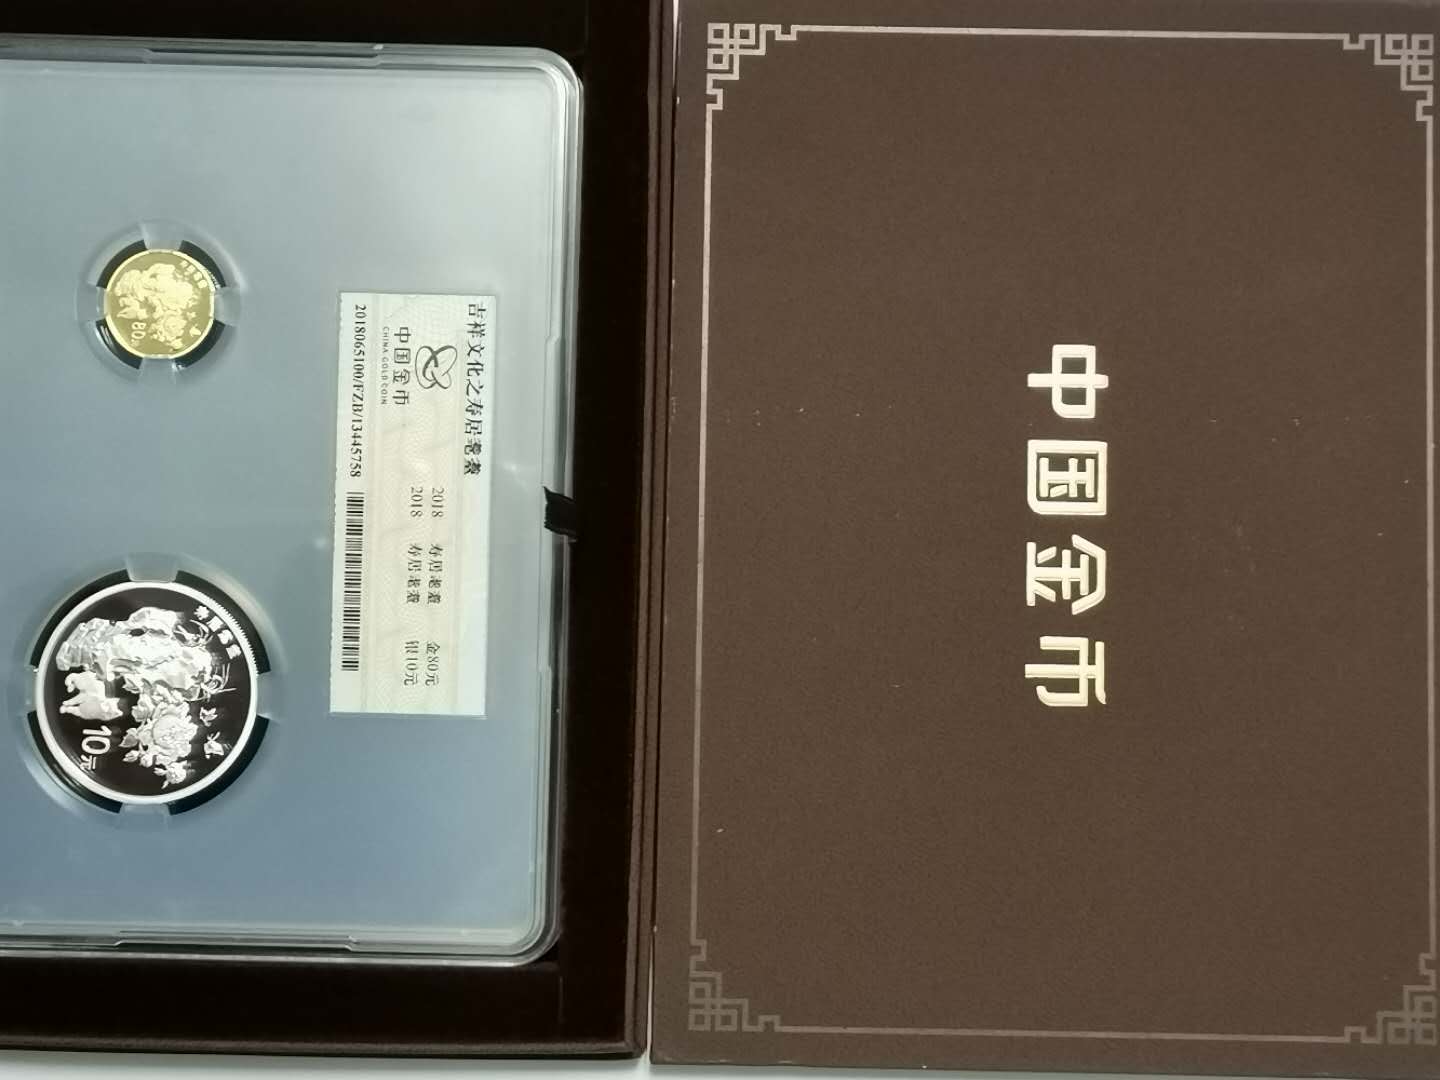 吉祥文化之寿居耄耋
中国金币
CHINA GOLD COIN
2018 寿居耄耋 金80元
2018 寿居耄耋 银10元
2018065100/FZB/13445758
80元
10元
中国金币